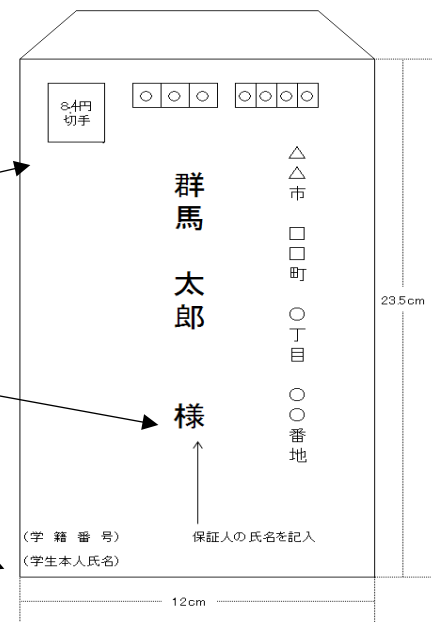 84円
切手
○○○ ○○○○
△△市 □□町 ○丁目 ○○番地
群馬 太郎 様
23.5cm
保証人の氏名を記入
(学籍番号)
(学生本人氏名)
12cm